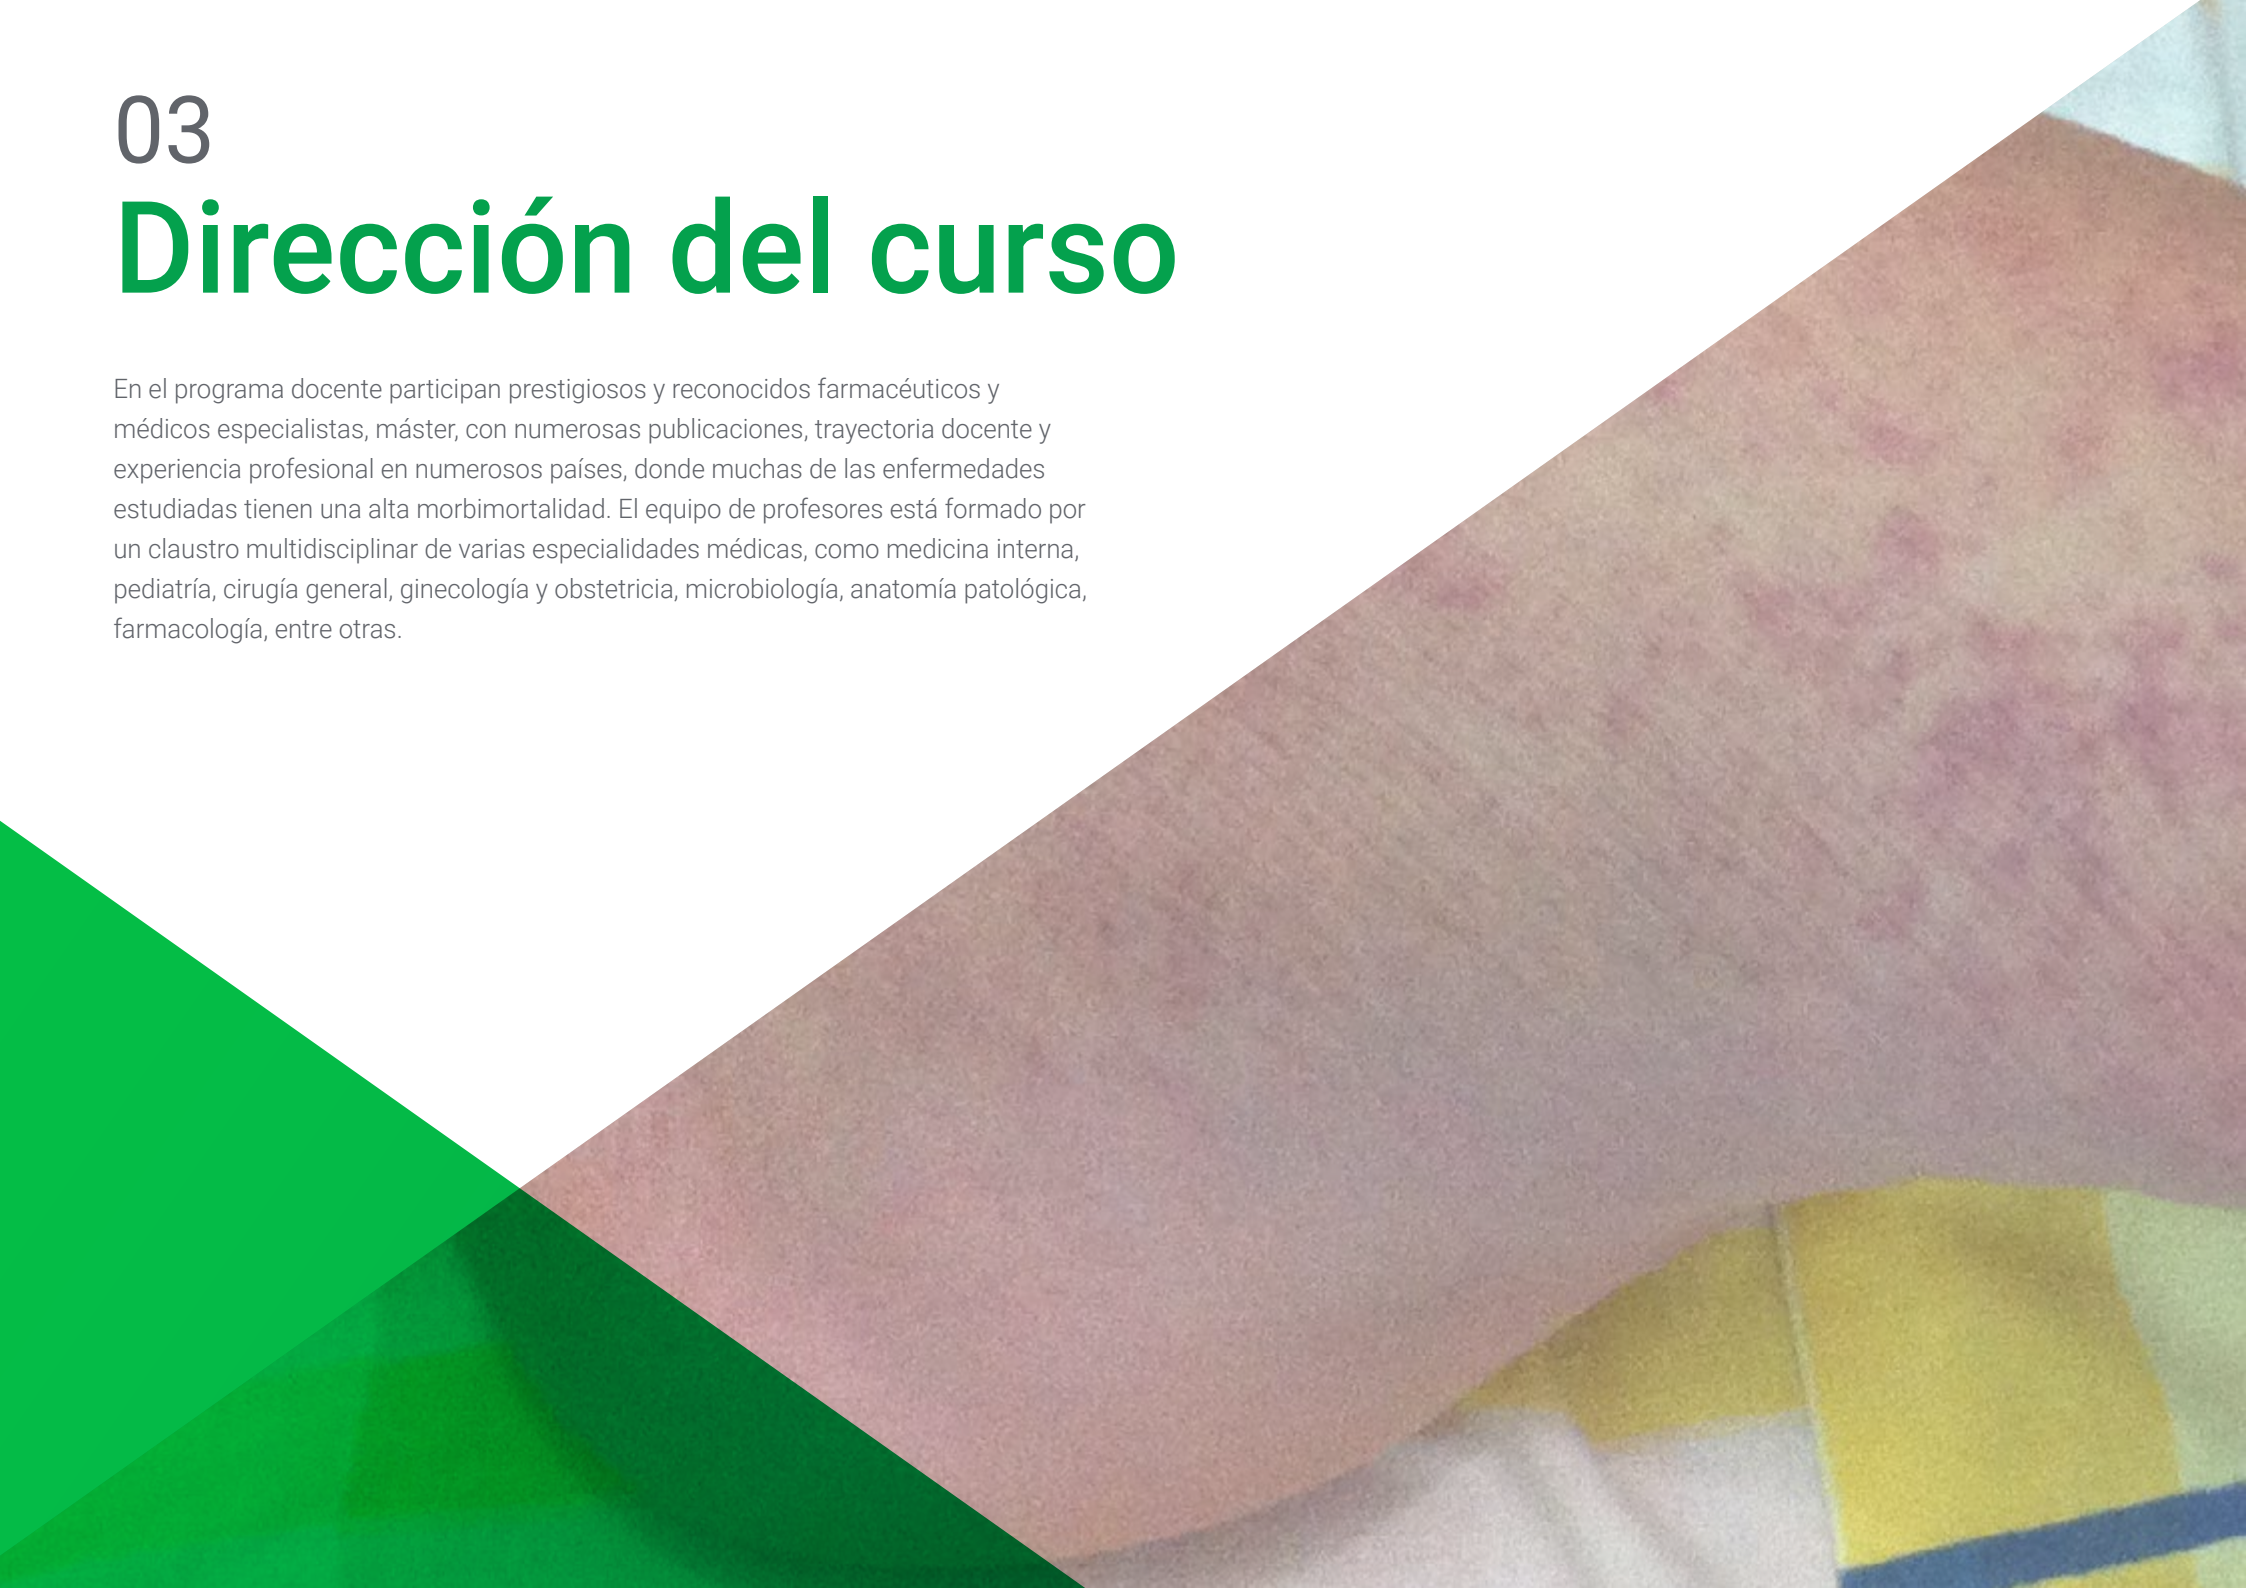 03
Dirección del curso
En el programa docente participan prestigiosos y reconocidos farmacéuticos y
médicos especialistas, máster, con numerosas publicaciones, trayectoria docente y
experiencia profesional en numerosos países, donde muchas de las enfermedades
estudiadas tienen una alta morbimortalidad. El equipo de profesores está formado por
un claustro multidisciplinar de varias especialidades médicas, como medicina interna,
pediatría, cirugía general, ginecología y obstetricia, microbiología, anatomía patológica,
farmacología, entre otras.